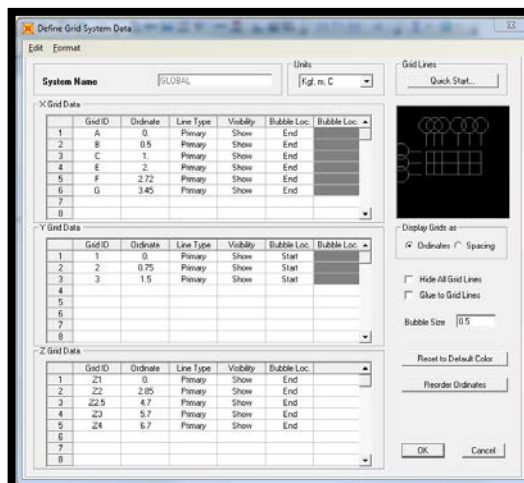 Define Grid System Data
Edit Format
System Name GLOBAL
Units
Kgf, m, C
Grid Lines
Quick Start...
X Grid Data
Grid ID Ordinate Line Type Visibility Bubble Loc. Bubble Loc.
1 A 0. Primary Show End
2 B 0.5 Primary Show End
3 C 1. Primary Show End
4 E 2. Primary Show End
5 F 2.72 Primary Show End
6 G 3.45 Primary Show End
7
8
Y Grid Data
Grid ID Ordinate Line Type Visibility Bubble Loc. Bubble Loc.
1 1 0. Primary Show Start
2 2 0.75 Primary Show Start
3 3 1.5 Primary Show Start
4
5
6
7
8
Display Grids as
Ordinates Spacing
Hide All Grid Lines
Glue to Grid Lines
Bubble Size 0.5
Z Grid Data
Grid ID Ordinate Line Type Visibility Bubble Loc.
1 Z1 0. Primary Show End
2 Z2 2.85 Primary Show End
3 Z2.5 4.7 Primary Show End
4 Z3 5.7 Primary Show End
5 Z4 6.7 Primary Show End
6
7
8
Reset to Default Color
Reorder Ordinates
OK Cancel